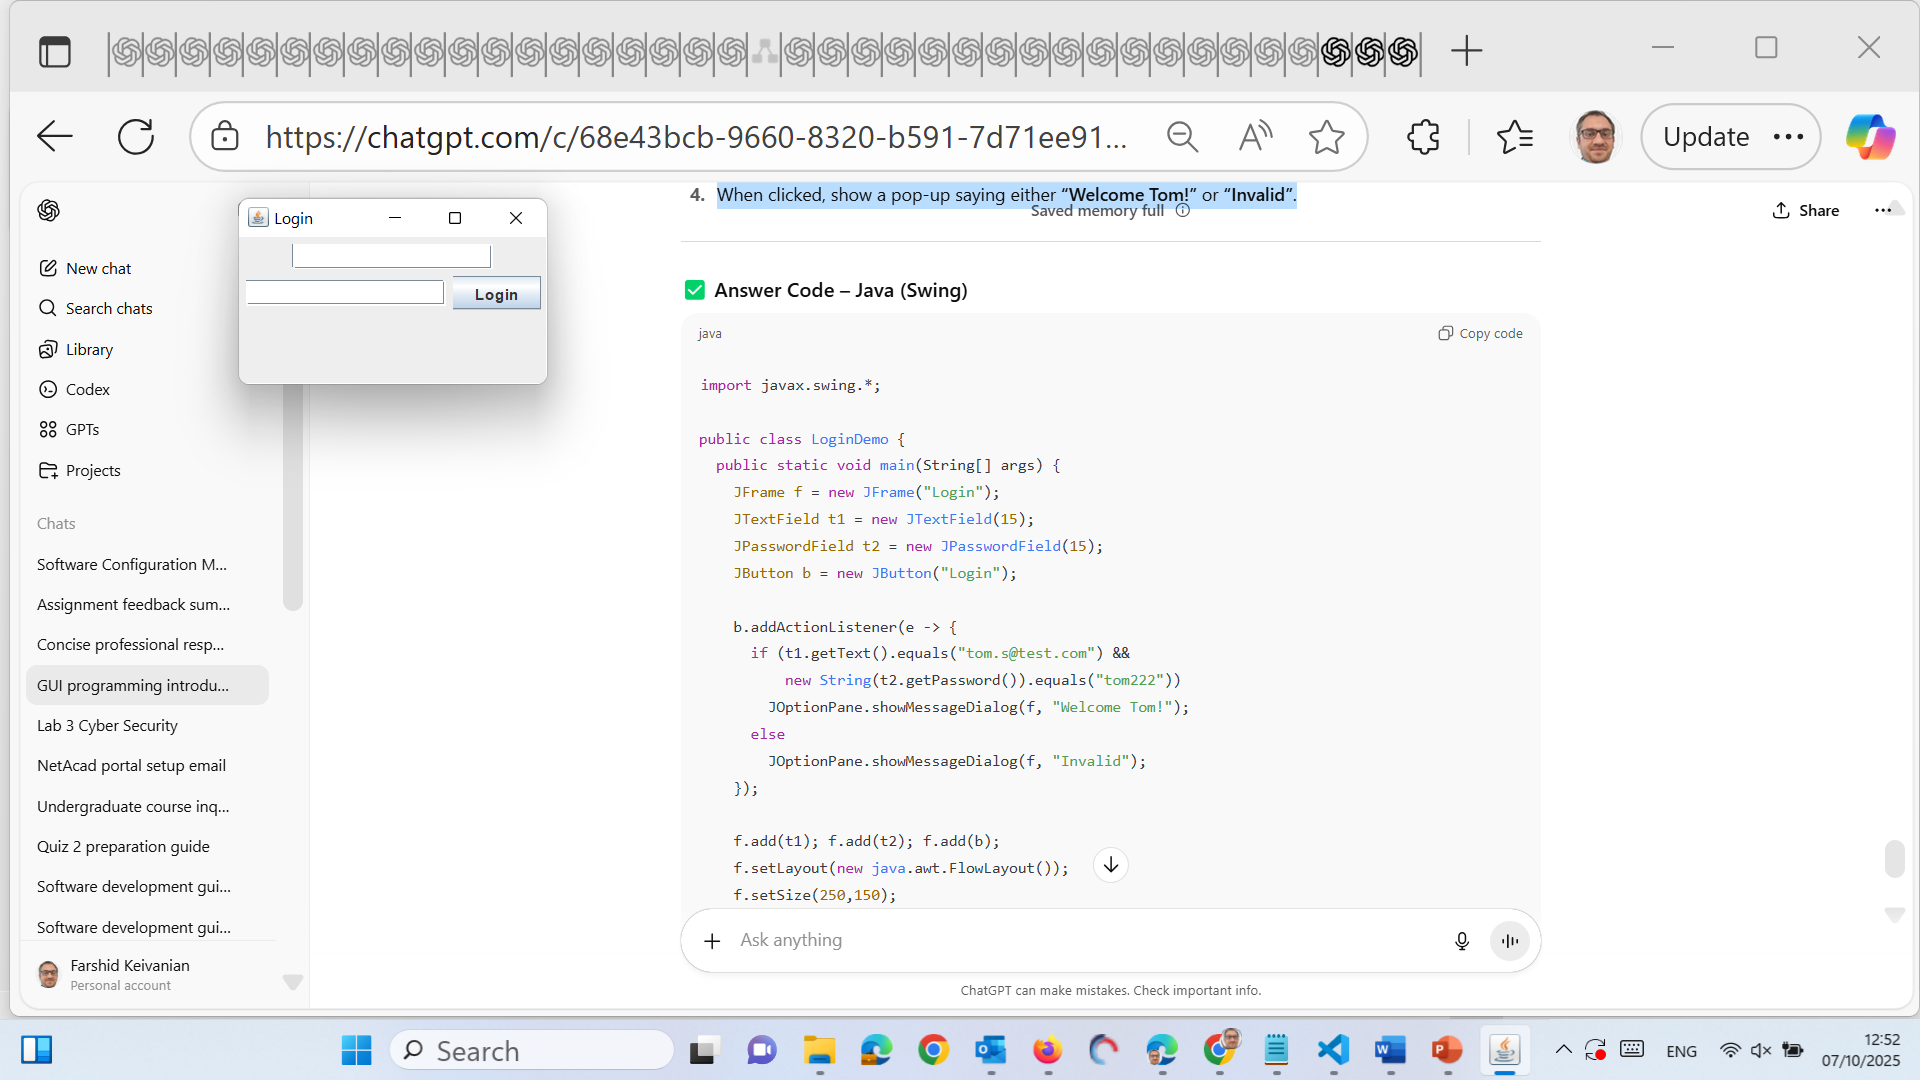 https://chatgpt.com/c/68e43bcb-9660-8320-b591-7d71ee91...
Update
4. When clicked, show a pop-up saying either “Welcome Tom!” or “Invalid”.
Saved memory full
Share
Login
Login
New chat
Search chats
Library
Codex
GPTs
Projects
Chats
Software Configuration M...
Assignment feedback sum...
Concise professional resp...
GUI programming introdu...
Lab 3 Cyber Security
NetAcad portal setup email
Undergraduate course inq...
Quiz 2 preparation guide
Software development gui...
Software development gui...
Farshid Keivanian
Personal account
Answer Code – Java (Swing)
java
Copy code
import javax.swing.*;
public class LoginDemo {
public static void main(String[] args) {
JFrame f = new JFrame("Login");
JTextField t1 = new JTextField(15);
JPasswordField t2 = new JPasswordField(15);
JButton b = new JButton("Login");
b.addActionListener(e -> {
if (t1.getText().equals("tom.s@test.com") &&
new String(t2.getPassword()).equals("tom222"))
JOptionPane.showMessageDialog(f, "Welcome Tom!");
else
JOptionPane.showMessageDialog(f, "Invalid");
});
f.add(t1); f.add(t2); f.add(b);
f.setLayout(new java.awt.FlowLayout());
f.setSize(250,150);
Ask anything
ChatGPT can make mistakes. Check important info.
Search
ENG
12:52
07/10/2025